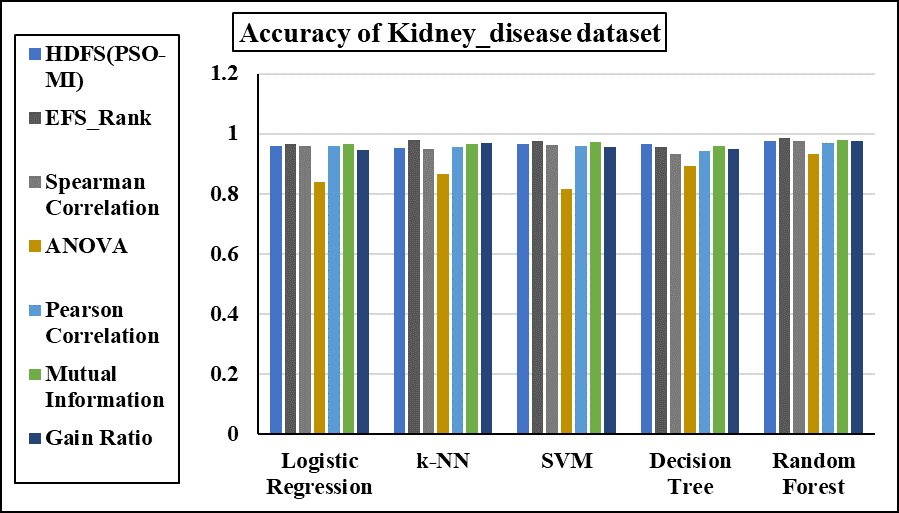 Accuracy of Kidney_disease dataset
HDFS(PSO-
MI)
EFS_Rank
Spearman
Correlation
ANOVA
Pearson
Correlation
Mutual
Information
Gain Ratio
1.2
1
0.8
0.6
0.4
0.2
0
Logistic
Regression
k-NN
SVM
Decision
Tree
Random
Forest